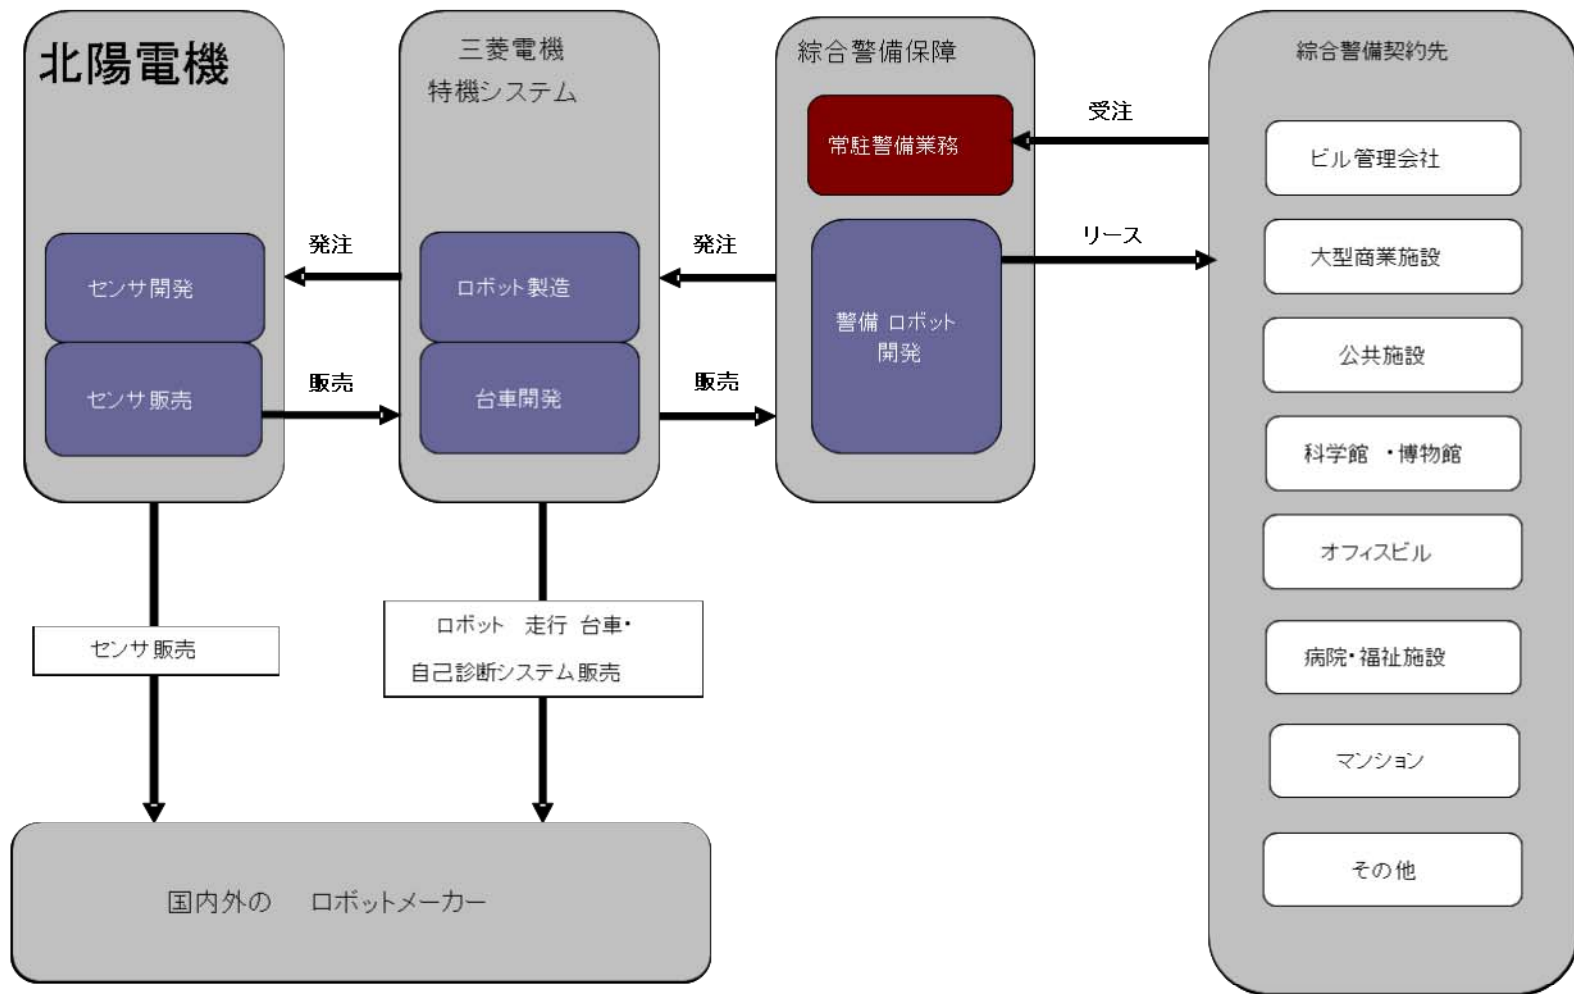 北陽電機
センサ開発
センサ販売
発注
販売
三菱電機
特機システム
ロボット製造
台車開発
発注
販売
綜合警備保障
常駐警備業務
警備 ロボット
開発
受注
リース
綜合警備契約先
ビル管理会社
大型商業施設
公共施設
科学館 ・博物館
オフィスビル
病院・福祉施設
マンション
その他
センサ販売
ロボット 走行 台車・
自己診断システム販売
国内外の ロボットメーカー